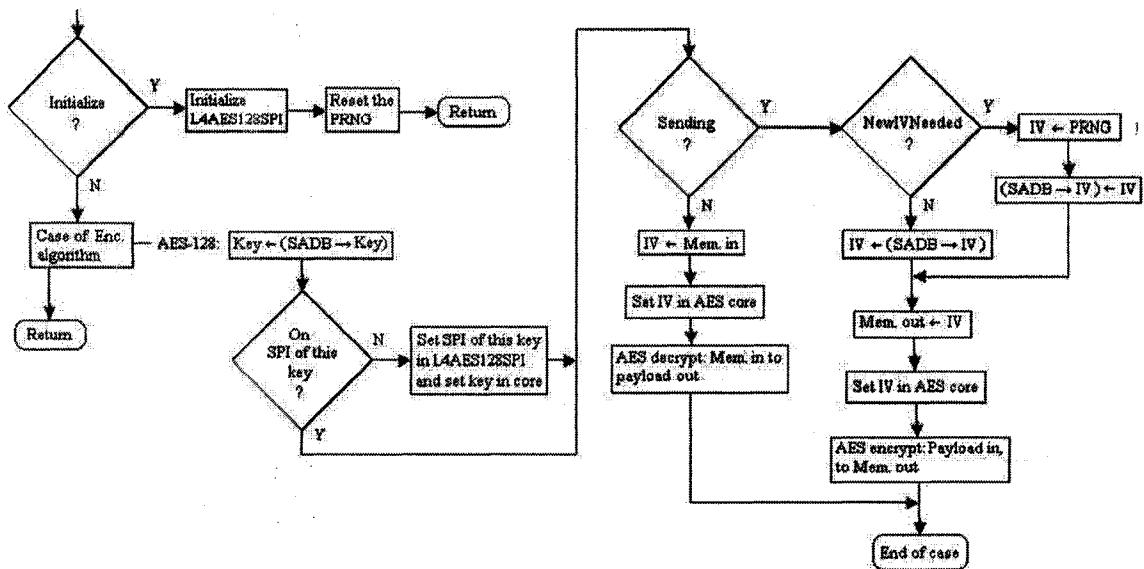 Initialize
?
Y
Initialize
L4AES128SPI
Reset the
PRNG
Return
N
Case of Enc.
algorithm
AES-128:
Key ← (SADB → Key)
Return
On
SPI of this
key
?
N
Set SPI of this key
in L4AES128SPI
and set key in core
Y
Sending
?
Y
N
IV ← Mem. in
Set IV in AES core
AES decrypt: Mem. in to
payload out
NewIVNeeded
?
Y
IV ← PRNG
(SADB → IV) ← IV
N
IV ← (SADB → IV)
Mem. out ← IV
Set IV in AES core
AES encrypt: Payload in,
to Mem. out
End of case